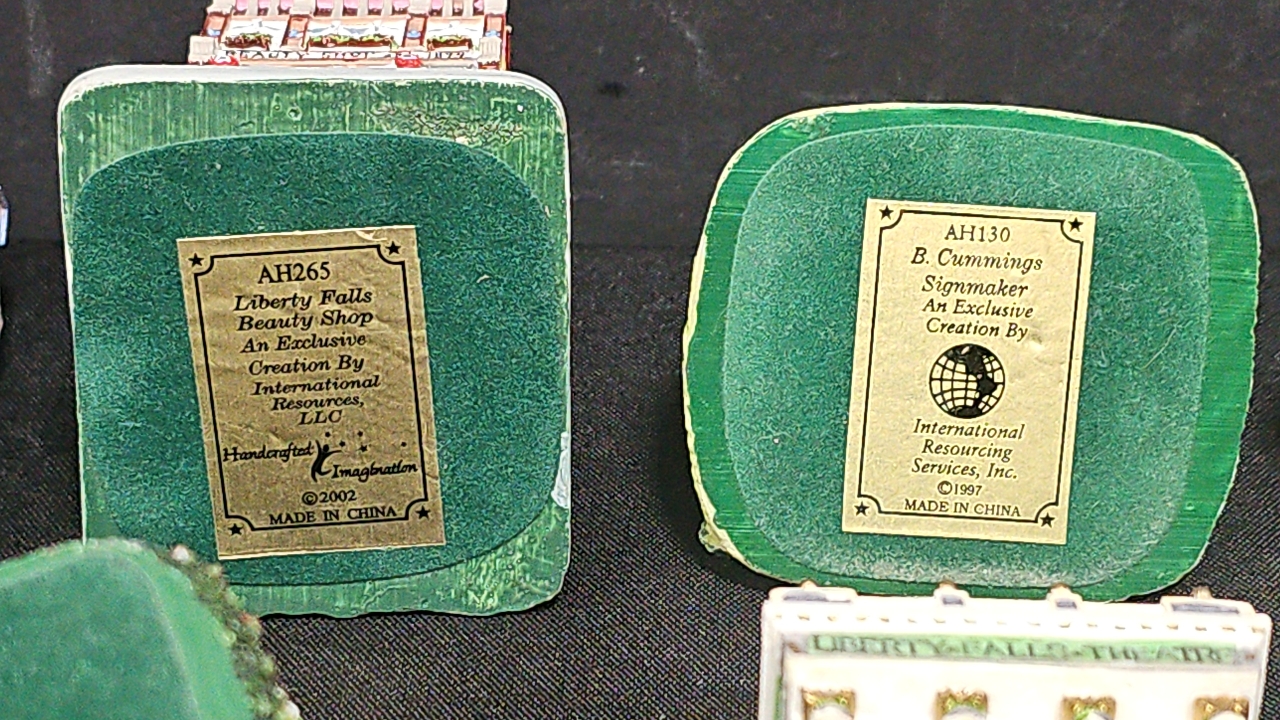 AH265
Liberty Falls
Beauty Shop
An Exclusive
Creation By
International
Resources,
LLC
Handcrafted
Imagination
©2002
MADE IN CHINA
AH130
B. Cummings
Signmaker
An Exclusive
Creation By
International
Resourcing
Services, Inc.
©1997
MADE IN CHINA
LIBERTY FALLS THEATRE